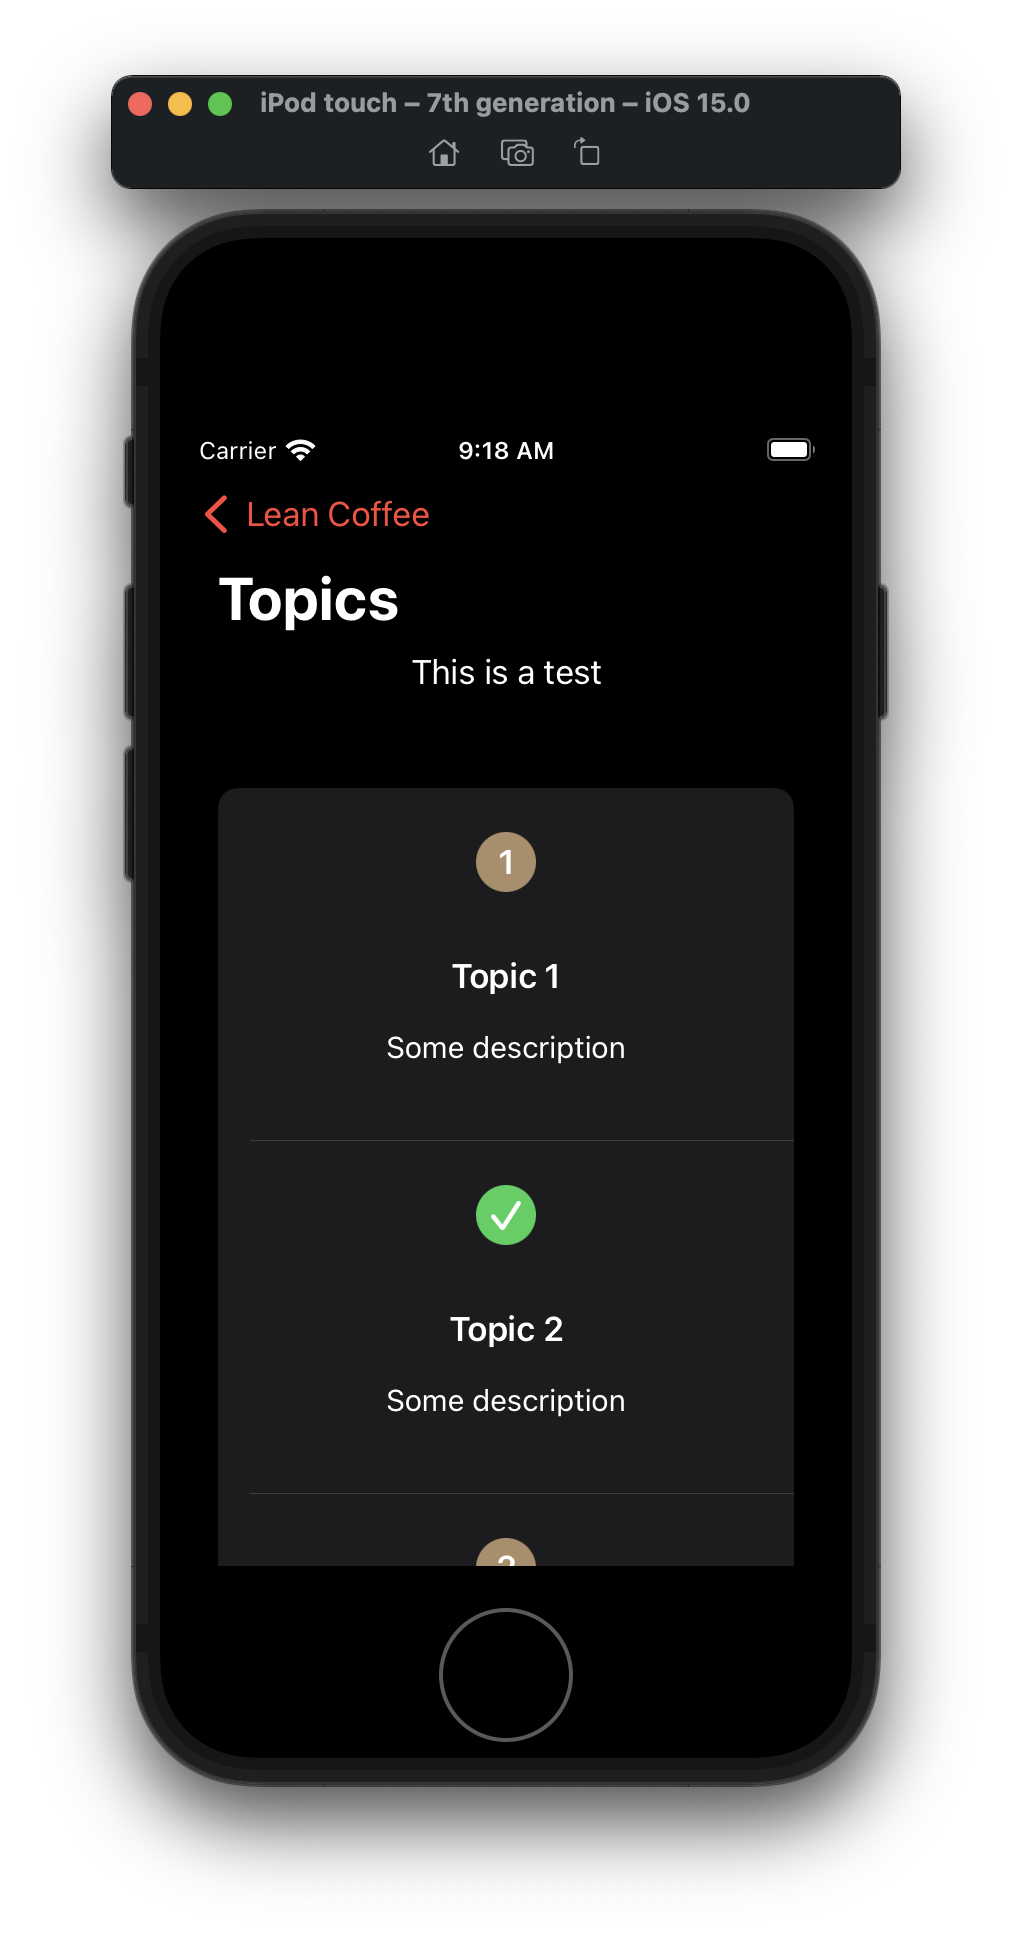 iPod touch – 7th generation – iOS 15.0
Carrier 9:18 AM
Lean Coffee
Topics
This is a test
1
Topic 1
Some description
Topic 2
Some description